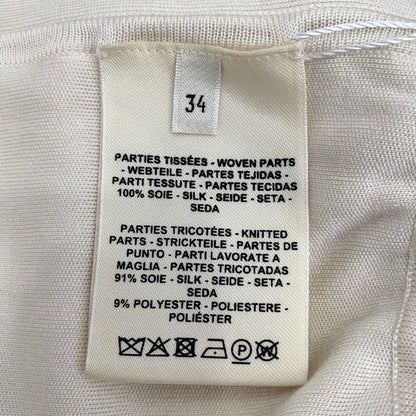 34
PARTIES TISSÉES - WOVEN PARTS
- WEBTEILE - PARTES TEJIDAS -
PARTI TESSUTE - PARTES TECIDAS
100% SOIE - SILK - SEIDE - SETA -
SEDA
PARTIES TRICOTÉES - KNITTED
PARTS - STRICKTEILE - PARTES DE
PUNTO - PARTI LAVORATE A
MAGLIA - PARTES TRICOTADAS
91% SOIE - SILK - SEIDE - SETA -
SEDA
9% POLYESTER - POLIESTERE -
POLIÉSTER
P W